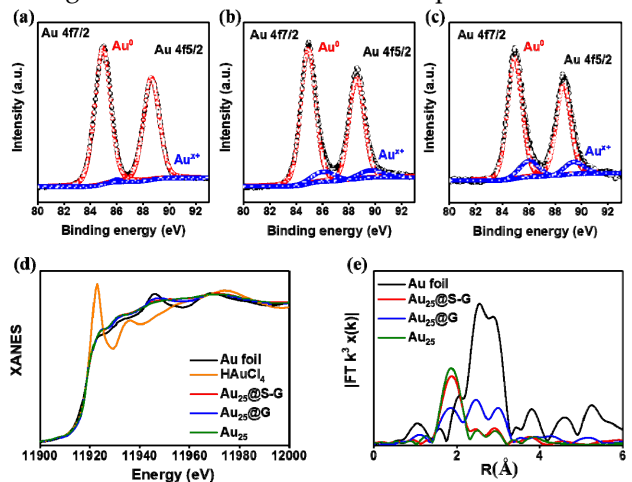 (a)
Au 4f7/2
Au⁰
Au 4f5/2
Auˣ⁺
Intensity (a.u.)
80 82 84 86 88 90 92
Binding energy (eV)
(b)
Au 4f7/2
Au⁰
Au 4f5/2
Auˣ⁺
Intensity (a.u.)
80 82 84 86 88 90 92
Binding energy (eV)
(c)
Au 4f7/2
Au⁰
Au 4f5/2
Auˣ⁺
Intensity (a.u.)
80 82 84 86 88 90 92
Binding energy (eV)
(d)
XANES
Au foil
HAuCl₄
Au₂₅@S-G
Au₂₅@G
Au₂₅
11900 11920 11940 11960 11980 12000
Energy (eV)
(e)
|FT k³ x(k)|
Au foil
Au₂₅@S-G
Au₂₅@G
Au₂₅
0 2 4 6
R(Å)